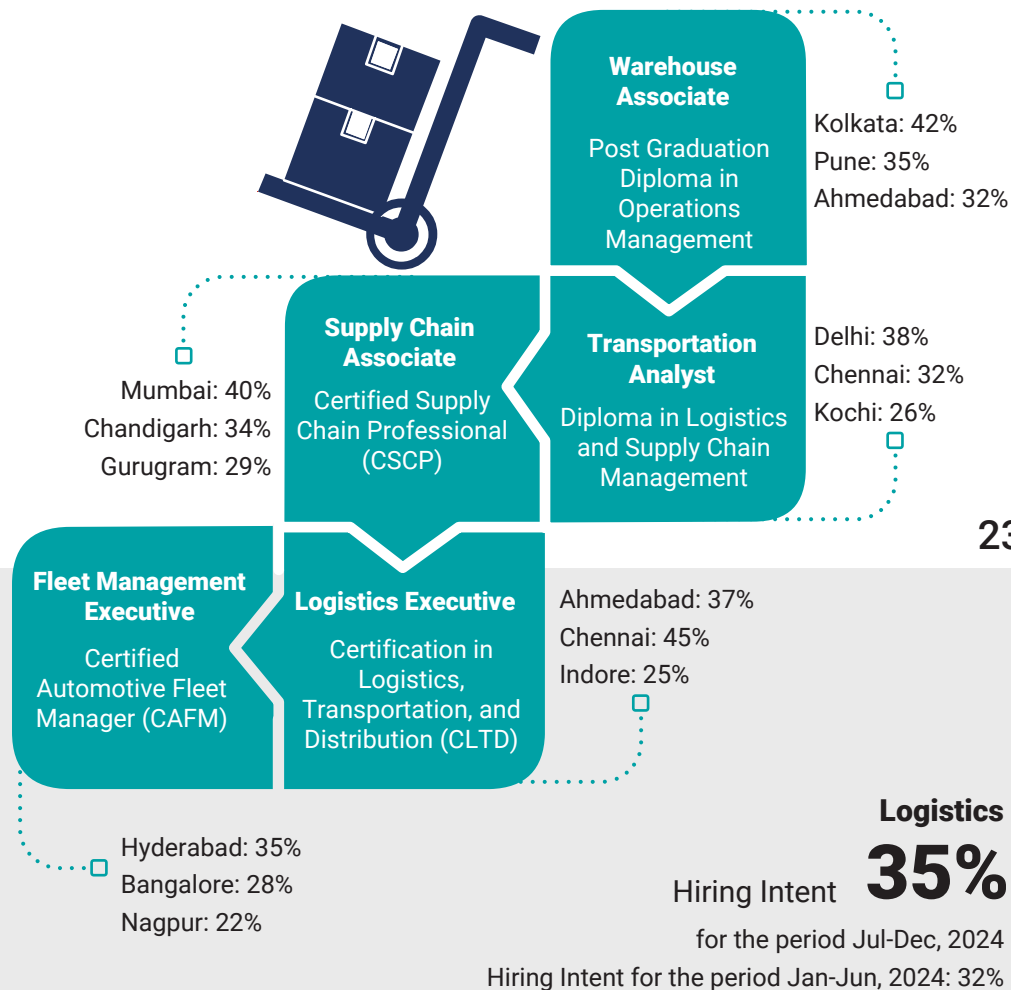 Warehouse
Associate
Post Graduation
Diploma in
Operations
Management
Kolkata: 42%
Pune: 35%
Ahmedabad: 32%
Supply Chain
Associate
Certified Supply
Chain Professional
(CSCP)
Mumbai: 40%
Chandigarh: 34%
Gurugram: 29%
Transportation
Analyst
Diploma in Logistics
and Supply Chain
Management
Delhi: 38%
Chennai: 32%
Kochi: 26%
23
Fleet Management
Executive
Certified
Automotive Fleet
Manager (CAFM)
Logistics Executive
Certification in
Logistics,
Transportation, and
Distribution (CLTD)
Ahmedabad: 37%
Chennai: 45%
Indore: 25%
Hyderabad: 35%
Bangalore: 28%
Nagpur: 22%
Logistics
Hiring Intent 35%
for the period Jul-Dec, 2024
Hiring Intent for the period Jan-Jun, 2024: 32%